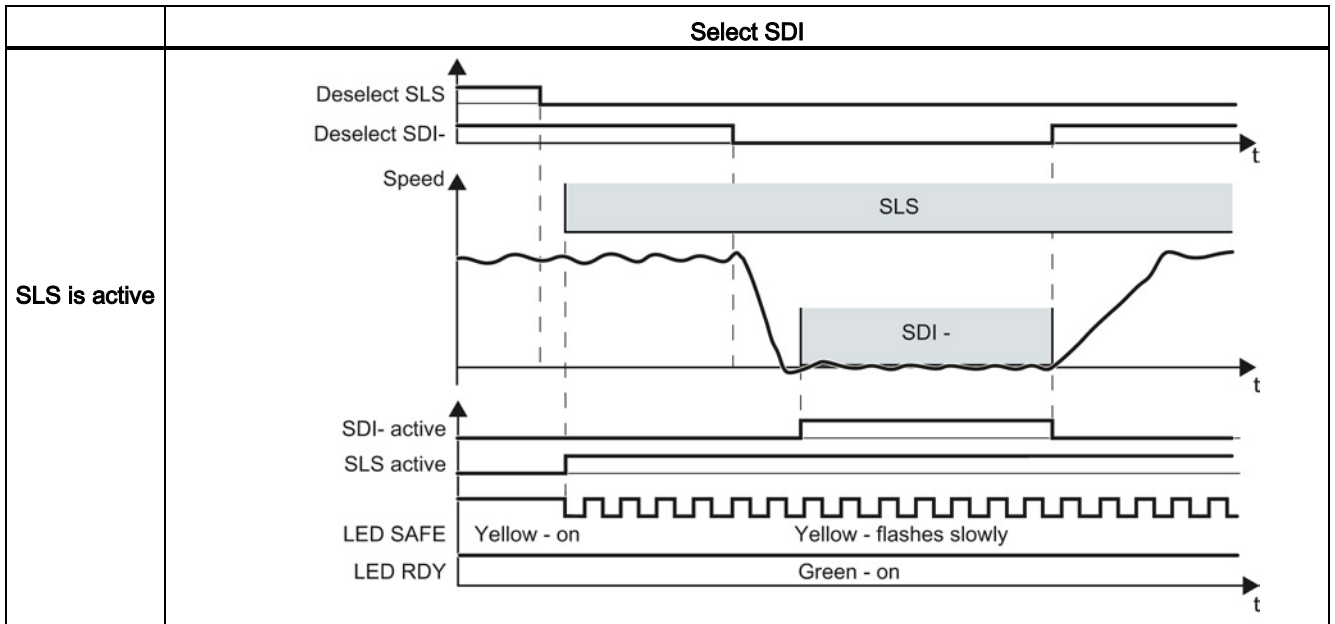 Select SDI
SLS is active
Deselect SLS
Deselect SDI-
t
Speed
SLS
SDI -
t
SDI- active
SLS active
LED SAFE Yellow - on Yellow - flashes slowly
LED RDY Green - on
t